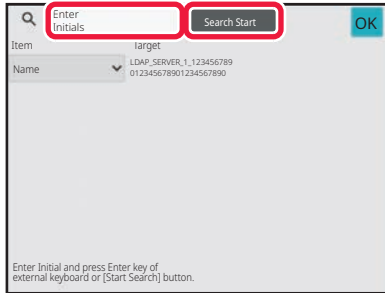 Enter
Initials
Search Start
OK
Item
Target
Name
LDAP_SERVER_1_123456789
012345678901234567890
Enter Initial and press Enter key of
external keyboard or [Start Search] button.